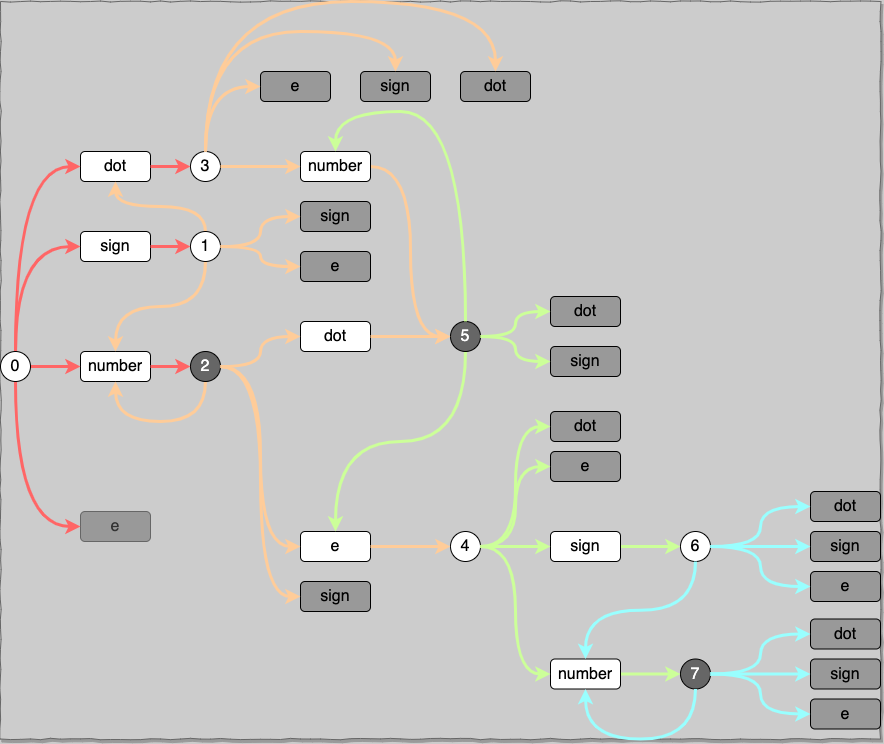 e sign dot
dot 3 number
sign
sign 1
e
dot
dot 5
sign
0 number 2
dot
e
dot
e
e 4 sign 6 sign
e
sign
dot
number 7 sign
e